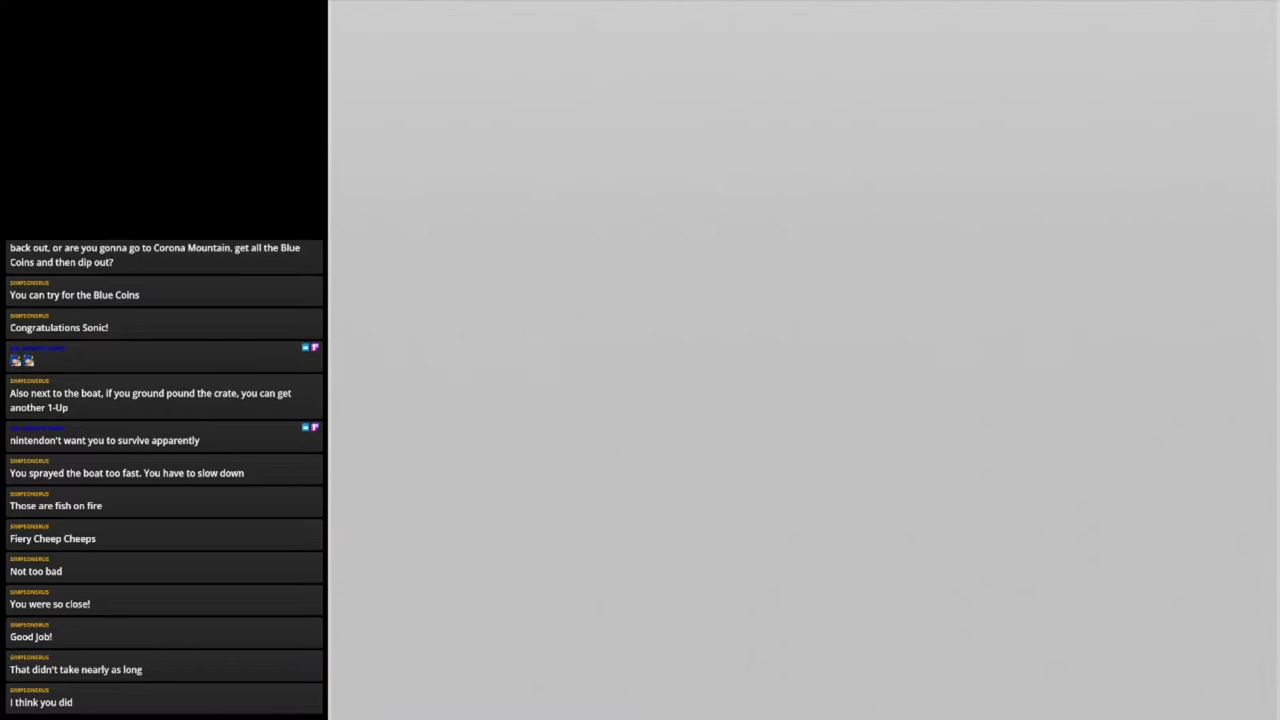 back out, or are you gonna go to Corona Mountain, get all the Blue
Coins and then dip out?
SIMPSONSRUS
You can try for the Blue Coins
SIMPSONSRUS
Congratulations Sonic!
SIMPSONSRUS
Also next to the boat, if you ground pound the crate, you can get
another 1-Up
nintendon't want you to survive apparently
SIMPSONSRUS
You sprayed the boat too fast. You have to slow down
SIMPSONSRUS
Those are fish on fire
SIMPSONSRUS
Fiery Cheep Cheeps
SIMPSONSRUS
Not too bad
SIMPSONSRUS
You were so close!
SIMPSONSRUS
Good Job!
SIMPSONSRUS
That didn't take nearly as long
SIMPSONSRUS
I think you did